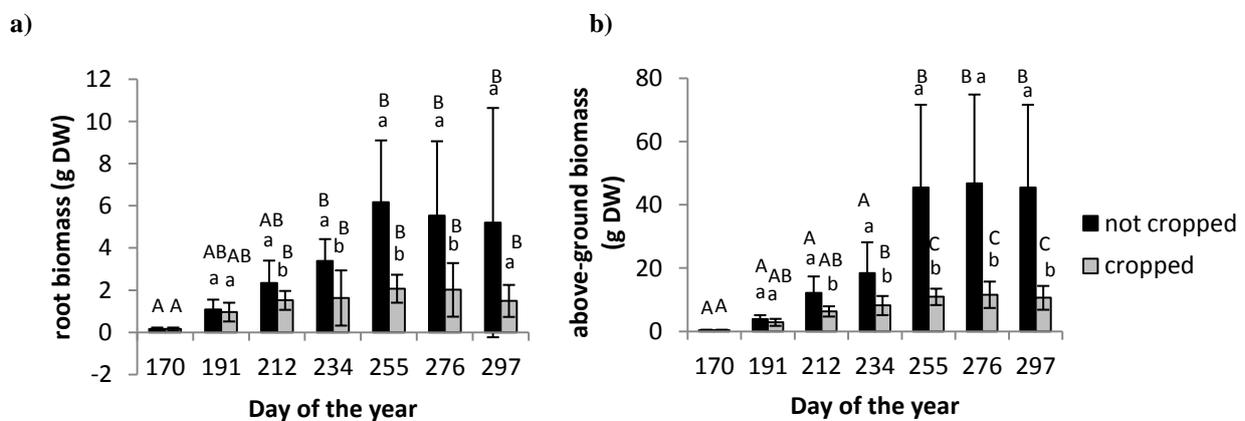 a)
b)
root biomass (g DW)
12
10
8
6
4
2
0
-2
A A
AB AB
a a
AB
a B
b
B
a B
b
B
a
B
b
B
a
B
b
B
a
B
a
170 191 212 234 255 276 297
Day of the year
above-ground biomass
(g DW)
80
60
40
20
0
A A
A AB
a a
A
a AB
b
A
a B
b
B
a
C
b
B a
C
b
B
a
C
b
170 191 212 234 255 276 297
Day of the year
not cropped
cropped